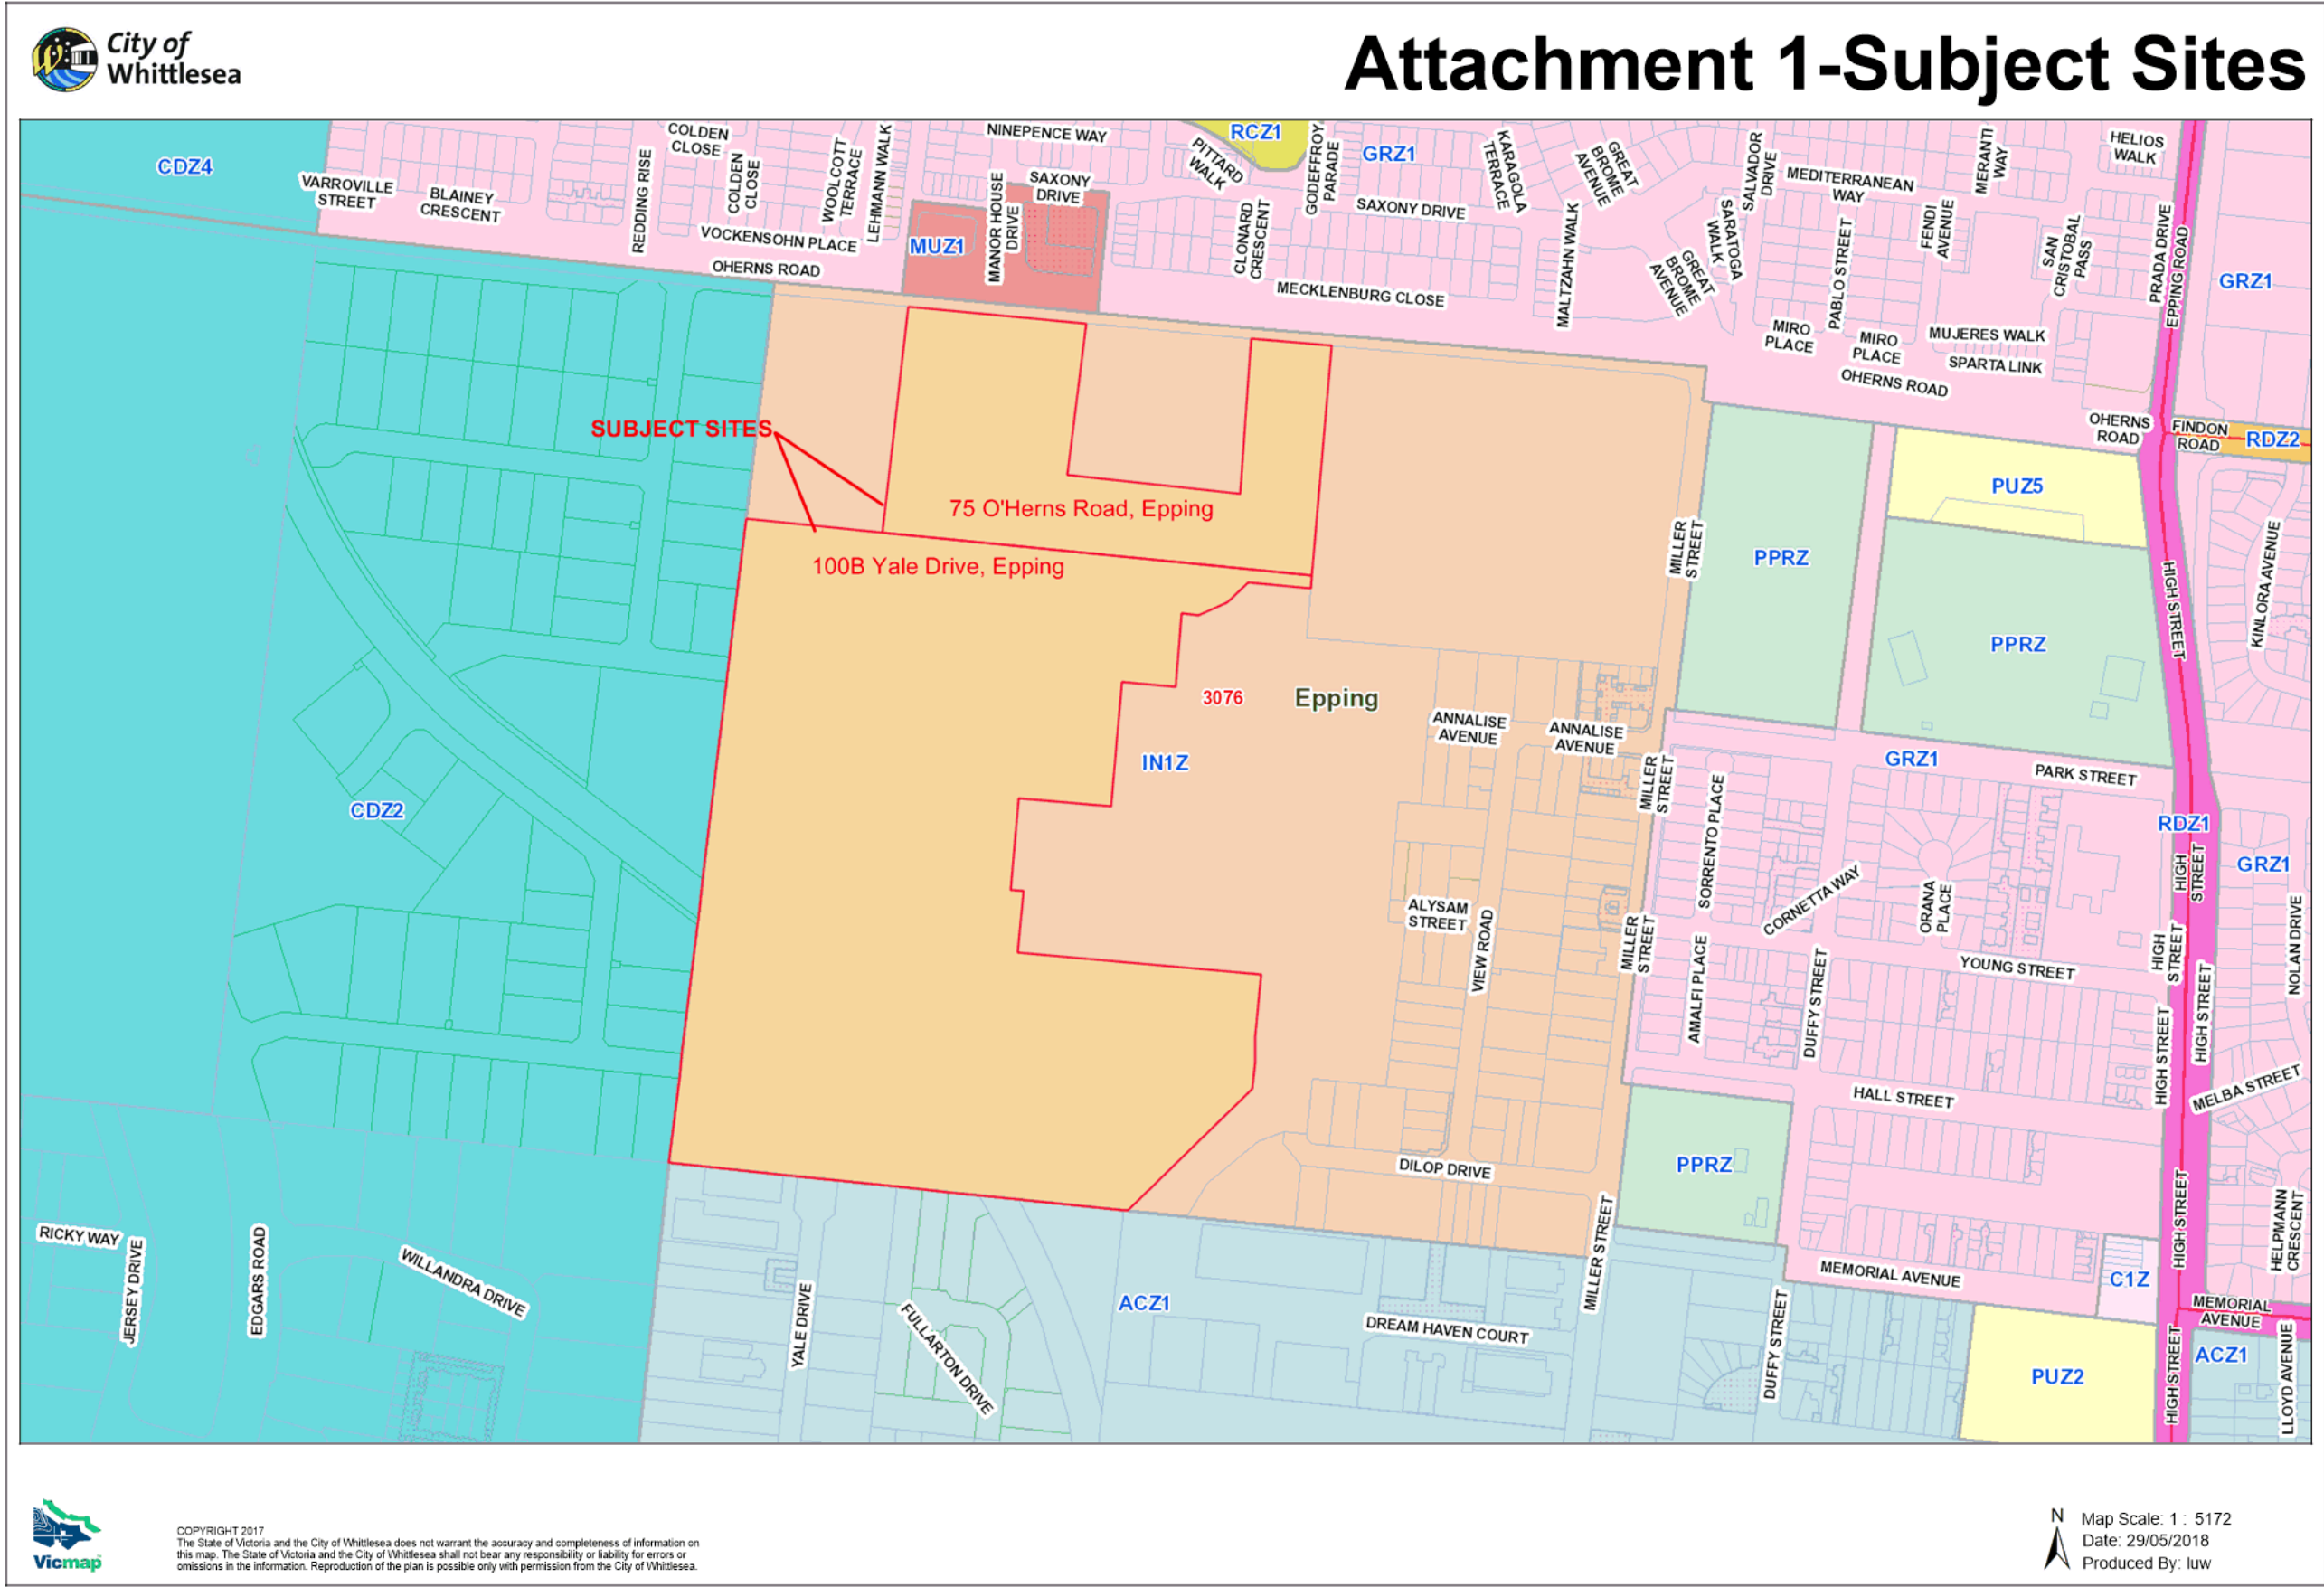 City of
Whittlesea
Attachment 1-Subject Sites
CDZ4
VARROVILLE
STREET
BLAINEY
CRESCENT
COLDEN
CLOSE
COLDEN
CLOSE
REDDING RISE
WOOLCOTT
TERRACE
LEHMANN WALK
VOCKENSOHN PLACE
OHERNS ROAD
NINEPENCE WAY
MUZ1
MANOR HOUSE
DRIVE
SAXONY
DRIVE
PITTARD
WALK
RCZ1
GODEFFROY
PARADE
GRZ1
CLONARD
CRESCENT
SAXONY DRIVE
MECKLENBURG CLOSE
KARAGOLA
TERRACE
MALTZAHN WALK
GREAT
BROME
AVENUE
GREAT
BROME
AVENUE
SARATOGA
WALK
SALVADOR
DRIVE
MEDITERRANEAN
WAY
MERANTI
WAY
PABLO STREET
FENDI
AVENUE
SAN
CRISTOBAL
PASS
HELIOS
WALK
PRADA DRIVE
EPPING ROAD
GRZ1
MIRO
PLACE
MIRO
PLACE
MUJERES WALK
SPARTA LINK
OHERNS ROAD
OHERNS
ROAD
FINDON
ROAD
RDZ2
SUBJECT SITES
75 O'Herns Road, Epping
100B Yale Drive, Epping
MILLER
STREET
PPRZ
PUZ5
PPRZ
HIGH STREET
KINLORA AVENUE
3076
Epping
IN1Z
CDZ2
ANNALISE
AVENUE
ANNALISE
AVENUE
MILLER
STREET
GRZ1
PARK STREET
RDZ1
SORRENTO PLACE
CORNETTA WAY
ORANA
PLACE
HIGH
STREET
GRZ1
ALYSAM
STREET
VIEW ROAD
MILLER
STREET
AMALFI PLACE
DUFFY STREET
YOUNG STREET
HIGH
STREET
HIGH STREET
NOLAN DRIVE
HIGH STREET
HALL STREET
MELBA STREET
DILOP DRIVE
PPRZ
HIGH STREET
HELPMANN
CRESCENT
RICKY WAY
JERSEY DRIVE
EDGARS ROAD
WILLANDRA DRIVE
YALE DRIVE
FULLARTON DRIVE
ACZ1
DREAM HAVEN COURT
MILLER STREET
DUFFY STREET
MEMORIAL AVENUE
C1Z
MEMORIAL
AVENUE
PUZ2
HIGH STREET
ACZ1
LLOYD AVENUE
Vicmap
COPYRIGHT 2017
The State of Victoria and the City of Whittlesea does not warrant the accuracy and completeness of information on
this map. The State of Victoria and the City of Whittlesea shall not bear any responsibility or liability for errors or
omissions in the information. Reproduction of the plan is possible only with permission from the City of Whittlesea.
N
Map Scale: 1 : 5172
Date: 29/05/2018
Produced By: luw